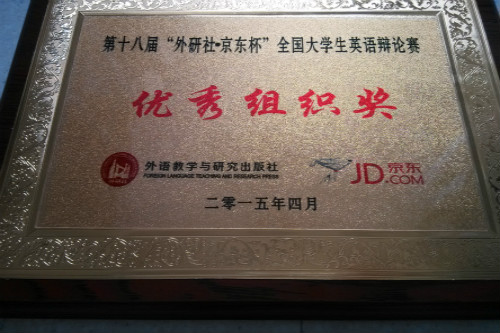 第十八届“外研社•京东杯”全国大学生英语辩论赛
优秀组织奖
外语教学与研究出版社
FOREIGN LANGUAGE TEACHING AND RESEARCH PRESS
JD京东
.COM
二零一五年四月